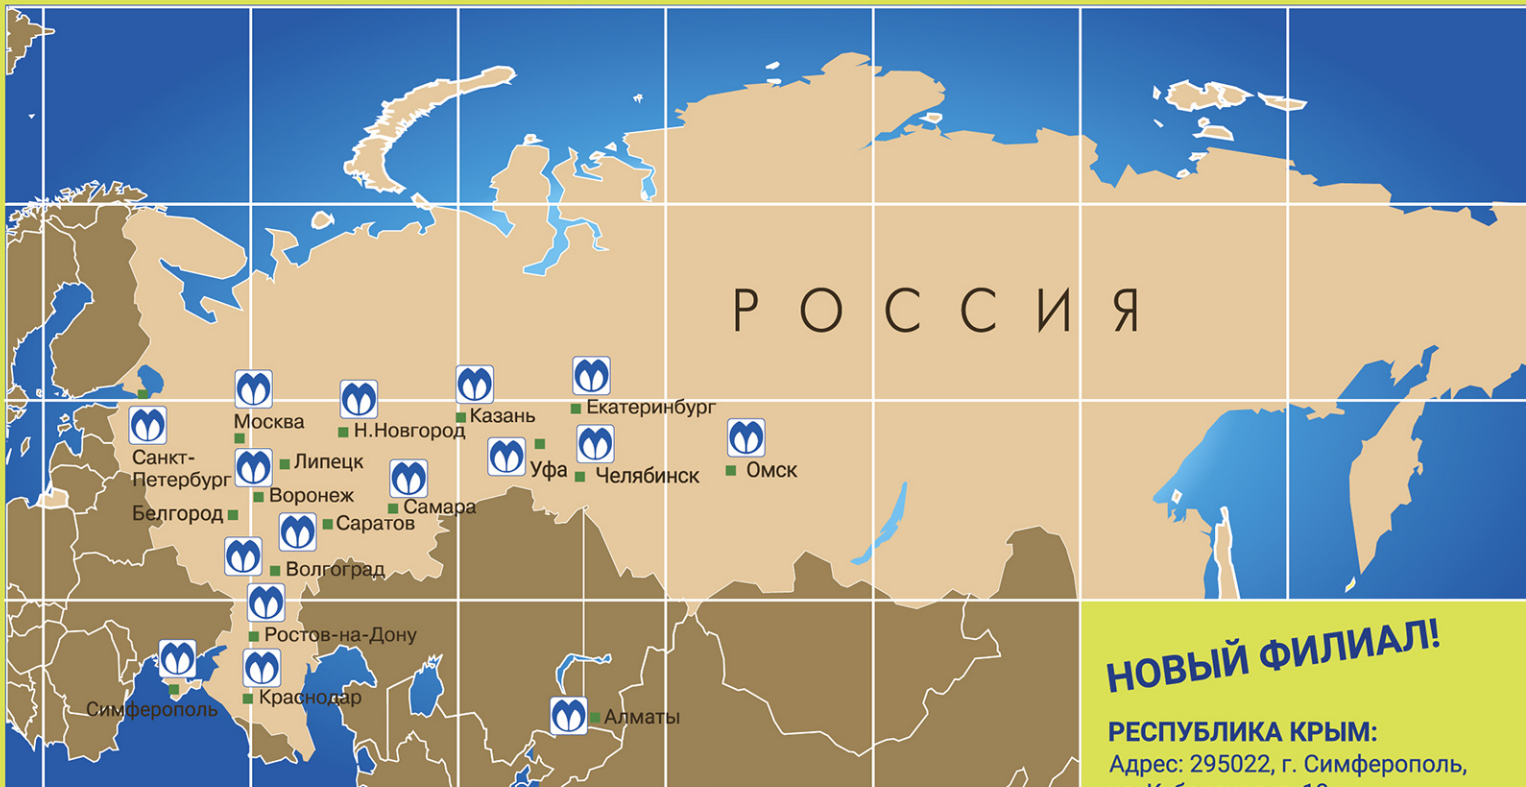 РОССИЯ
Москва
Н.Новгород
Казань
Екатеринбург
Санкт-
Петербург
Липецк
Уфа
Челябинск
Омск
Воронеж
Самара
Белгород
Саратов
Волгоград
Ростов-на-Дону
Краснодар
Симферополь
Алматы
НОВЫЙ ФИЛИАЛ!
РЕСПУБЛИКА КРЫМ:
Адрес: 295022, г. Симферополь,